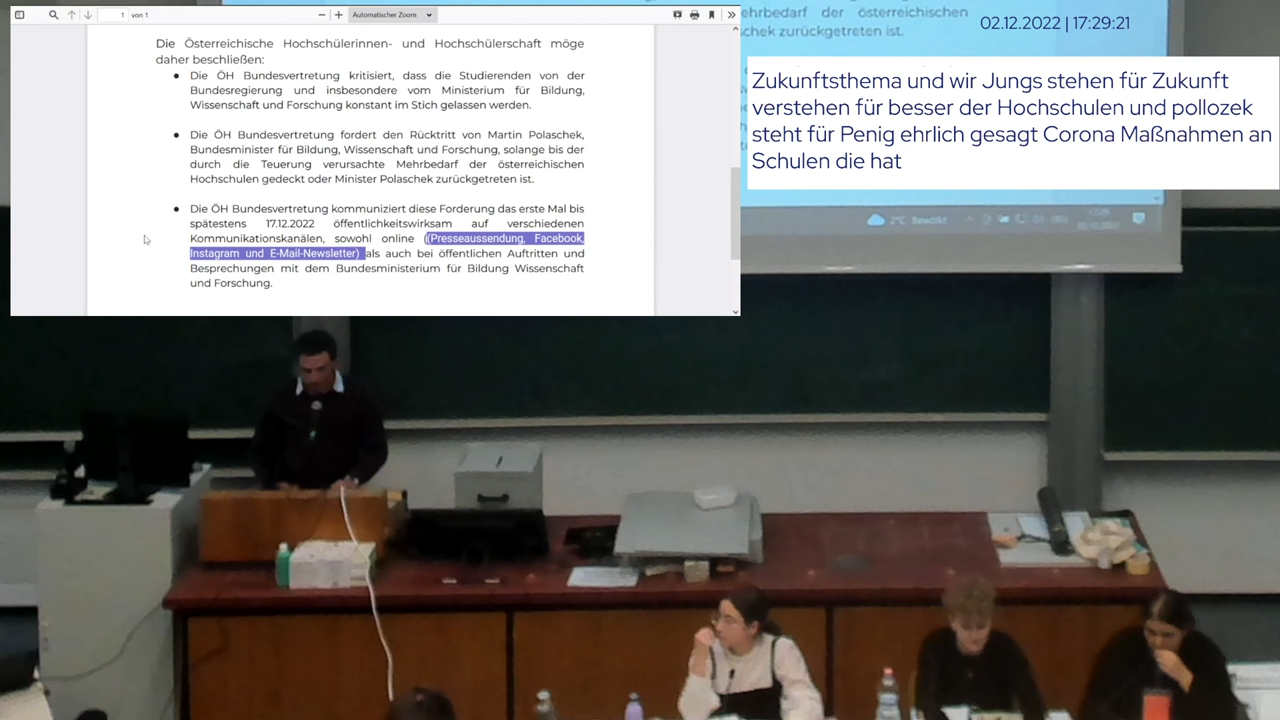 1 von 1
Automatischer Zoom
Die Österreichische Hochschülerinnen- und Hochschülerschaft möge
daher beschließen:
● Die ÖH Bundesvertretung kritisiert, dass die Studierenden von der
Bundesregierung und insbesondere vom Ministerium für Bildung,
Wissenschaft und Forschung konstant im Stich gelassen werden.
● Die ÖH Bundesvertretung fordert den Rücktritt von Martin Polaschek,
Bundesminister für Bildung, Wissenschaft und Forschung, solange bis der
durch die Teuerung verursachte Mehrbedarf der österreichischen
Hochschulen gedeckt oder Minister Polaschek zurückgetreten ist.
● Die ÖH Bundesvertretung kommuniziert diese Forderung das erste Mal bis
spätestens 17.12.2022 öffentlichkeitswirksam auf verschiedenen
Kommunikationskanälen, sowohl online ((Presseaussendung, Facebook,
Instagram und E-Mail-Newsletter) als auch bei öffentlichen Auftritten und
Besprechungen mit dem Bundesministerium für Bildung Wissenschaft
und Forschung.
ehrbedarf der österreichischen
hek zurückgetreten ist.
02.12.2022 | 17:29:21
Zukunftsthema und wir Jungs stehen für Zukunft
verstehen für besser der Hochschulen und pollozek
steht für Penig ehrlich gesagt Corona Maßnahmen an
Schulen die hat
2°C Bewölkt